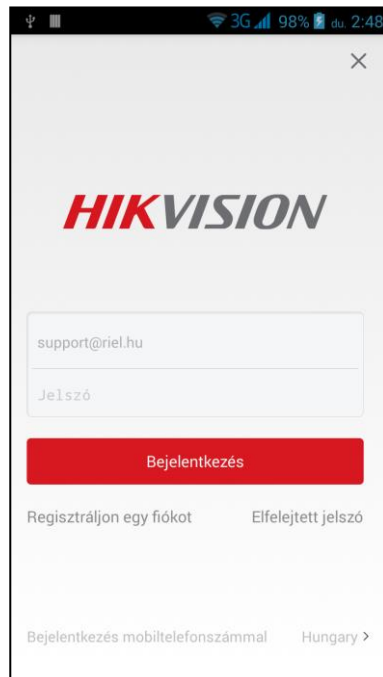 3G 98% du. 2:48
HIKVISION
support@riel.hu
Jelszó
Bejelentkezés
Regisztráljon egy fiókot Elfelejtett jelszó
Bejelentkezés mobiltelefonszámmal Hungary >